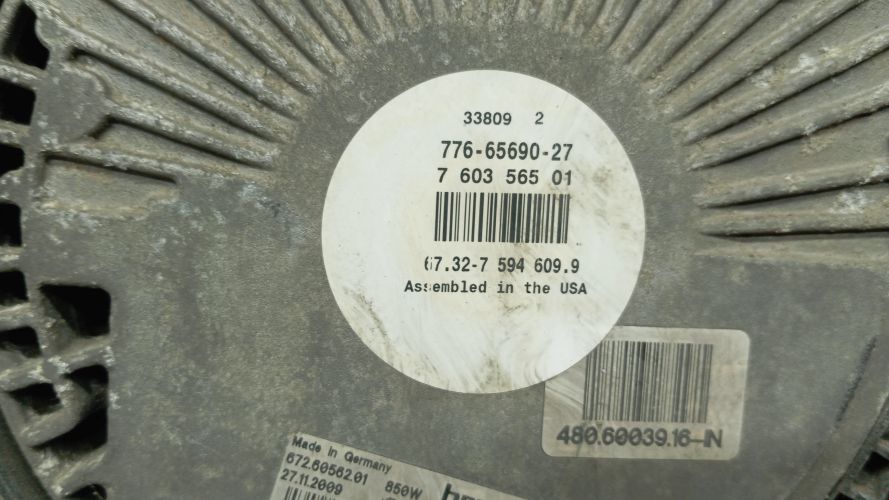 33809 2
776-65690-27
7 603 565 01
67.32-7 594 609.9
Assembled in the USA
480.60039.16-IN
Made in Germany
672.60562.01 850W
27.11.2009